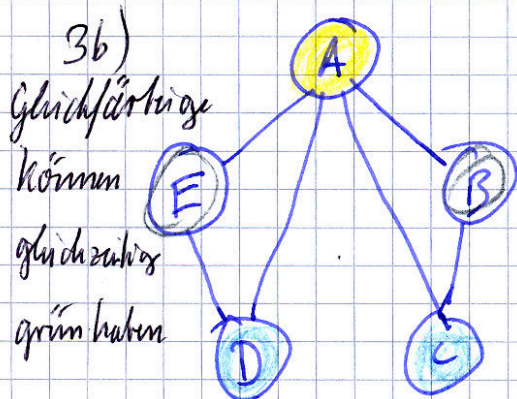 3b)
Gleichfärbige
können
gleichzeitig
grün haben
A
E
B
D
C